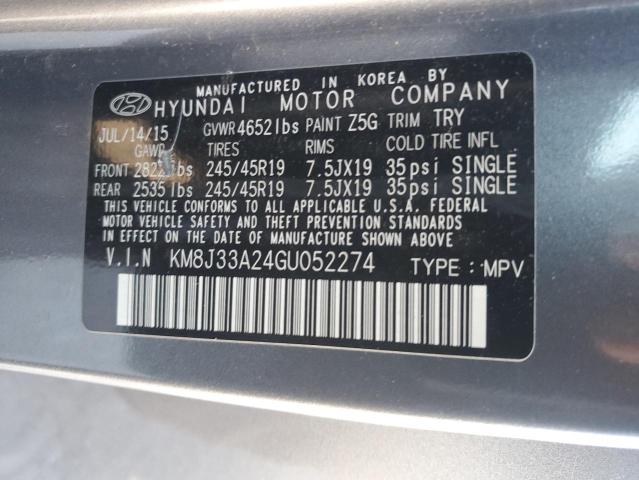 MANUFACTURED IN KOREA BY
HYUNDAI MOTOR COMPANY
JUL/14/15 GVWR 4652lbs PAINT Z5G TRIM TRY
GAWR TIRES RIMS COLD TIRE INFL
FRONT lbs 245/45R19 7.5JX19 35psi SINGLE
REAR 2535lbs 245/45R19 7.5JX19 35psi SINGLE
THIS VEHICLE CONFORMS TO ALL APPLICABLE U.S.A. FEDERAL
MOTOR VEHICLE SAFETY AND THEFT PREVENTION STANDARDS
IN EFFECT ON THE DATE OF MANUFACTURE SHOWN ABOVE
V.I.N KM8J33A24GU052274 TYPE : MPV